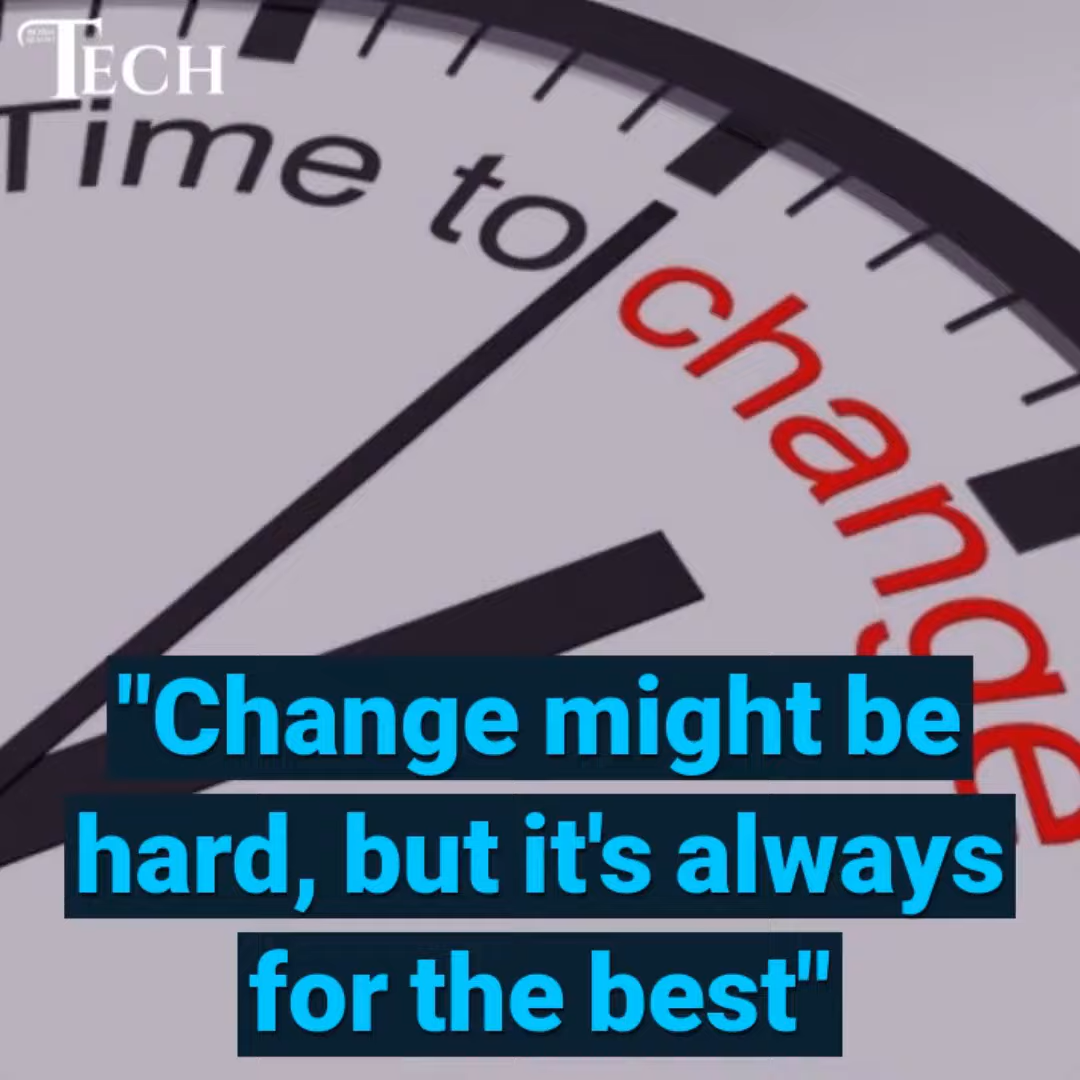 TECH
Time to change
"Change might be
hard, but it's always
for the best"